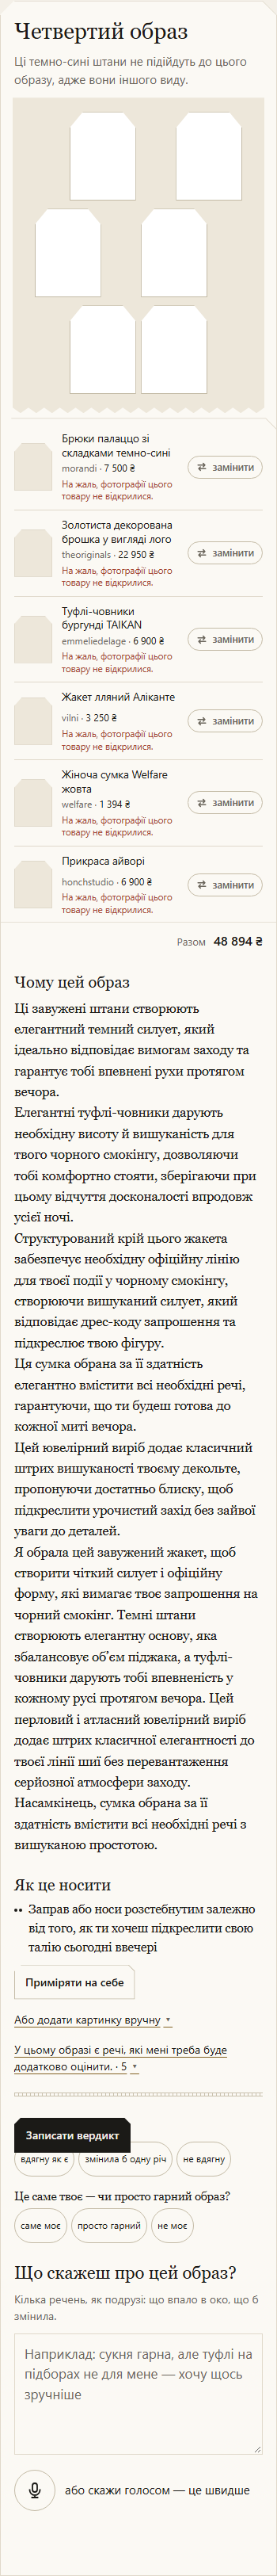 Четвертий образ
Ці темно-сині штани не підійдуть до цього
образу, адже вони іншого виду.
Брюки палаццо зі
складками темно-сині
morandi · 7 500 ₴
На жаль, фотографії цього
товару не відкрилися.
замінити
Золотиста декорована
брошка у вигляді лого
theoriginals · 22 950 ₴
На жаль, фотографії цього
товару не відкрилися.
замінити
Туфлі-човники
бургунді TAIKAN
emmeliedelage · 6 900 ₴
На жаль, фотографії цього
товару не відкрилися.
замінити
Жакет лляний Аліканте
vilni · 3 250 ₴
На жаль, фотографії цього
товару не відкрилися.
замінити
Жіноча сумка Welfare
жовта
welfare · 1 394 ₴
На жаль, фотографії цього
товару не відкрилися.
замінити
Прикраса айворі
honchstudio · 6 900 ₴
На жаль, фотографії цього
товару не відкрилися.
замінити
Разом 48 894 ₴
Чому цей образ
Ці завужені штани створюють
елегантний темний силует, який
ідеально відповідає вимогам заходу та
гарантує тобі впевнені рухи протягом
вечора.
Елегантні туфлі-човники дарують
необхідну висоту й вишуканість для
твого чорного смокінгу, дозволяючи
тобі комфортно стояти, зберігаючи при
цьому відчуття досконалості впродовж
усієї ночі.
Структурований крій цього жакета
забезпечує необхідну офіційну лінію
для твоєї події у чорному смокінгу,
створюючи вишуканий силует, який
відповідає дрес-коду запрошення та
підкреслює твою фігуру.
Ця сумка обрана за її здатність
елегантно вмістити всі необхідні речі,
гарантуючи, що ти будеш готова до
кожної миті вечора.
Цей ювелірний виріб додає класичний
штрих вишуканості твоєму декольте,
пропонуючи достатньо блиску, щоб
підкреслити урочистий захід без зайвої
уваги до деталей.
Я обрала цей завужений жакет, щоб
створити чіткий силует і офіційну
форму, які вимагає твоє запрошення на
чорний смокінг. Темні штани
створюють елегантну основу, яка
збалансовує об’єм піджака, а туфлі-
човники дарують тобі впевненість у
кожному русі протягом вечора. Цей
перловий і атласний ювелірний виріб
додає штрих класичної елегантності до
твоєї лінії шиї без перевантаження
серйозної атмосфери заходу.
Насамкінець, сумка обрана за її
здатність вмістити всі необхідні речі з
вишуканою простотою.
Як це носити
Заправ або носи розстебнутим залежно
від того, як ти хочеш підкреслити свою
талію сьогодні ввечері
Приміряти на себе
Або додати картинку вручну
У цьому образі є речі, які мені треба буде
додатково оцінити. · 5
Записати вердикт
вдягну як є
змінила б одну річ
не вдягну
Це саме твоє — чи просто гарний образ?
саме моє
просто гарний
не моє
Що скажеш про цей образ?
Кілька речень, як подрузі: що впало в око, що б
змінила.
Наприклад: сукня гарна, але туфлі на
підборах не для мене — хочу щось
зручніше
або скажи голосом — це швидше